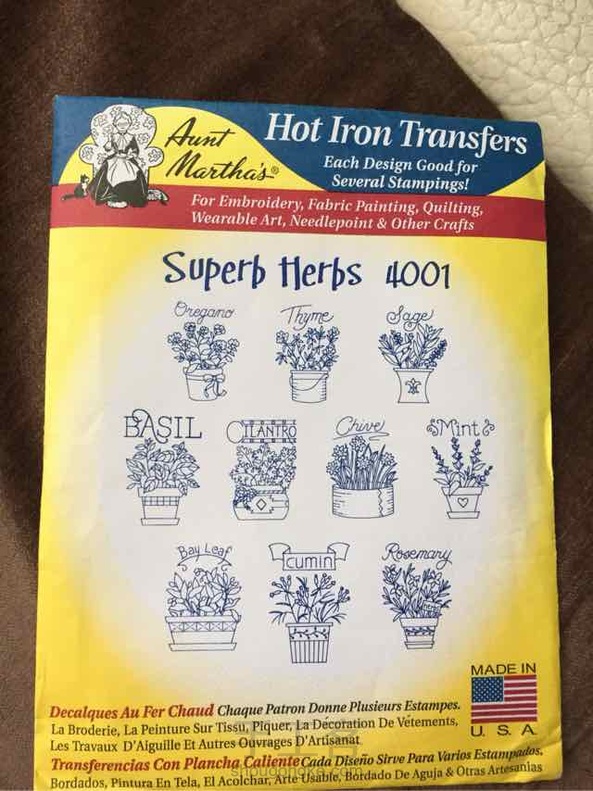 Aunt
Martha's®
Hot Iron Transfers
Each Design Good for
Several Stampings!
For Embroidery, Fabric Painting, Quilting,
Wearable Art, Needlepoint & Other Crafts
Superb Herbs 4001
Oregano Thyme Sage
BASIL CILANTRO Chive Mint
Bay Leaf cumin Rosemary
MADE IN
U. S. A.
Decalques Au Fer Chaud Chaque Patron Donne Plusieurs Estampes.
La Broderie, La Peinture Sur Tissu, Piquer, La Décoration De Vêtements,
Les Travaux D'Aiguille Et Autres Ouvrages D'Artisanat
Transferencias Con Plancha Caliente Cada Diseño Sirve Para Varios Estampados.
Bordados, Pintura En Tela, El Acolchar, Arte Usable, Bordado De Aguja & Otras Artesanias